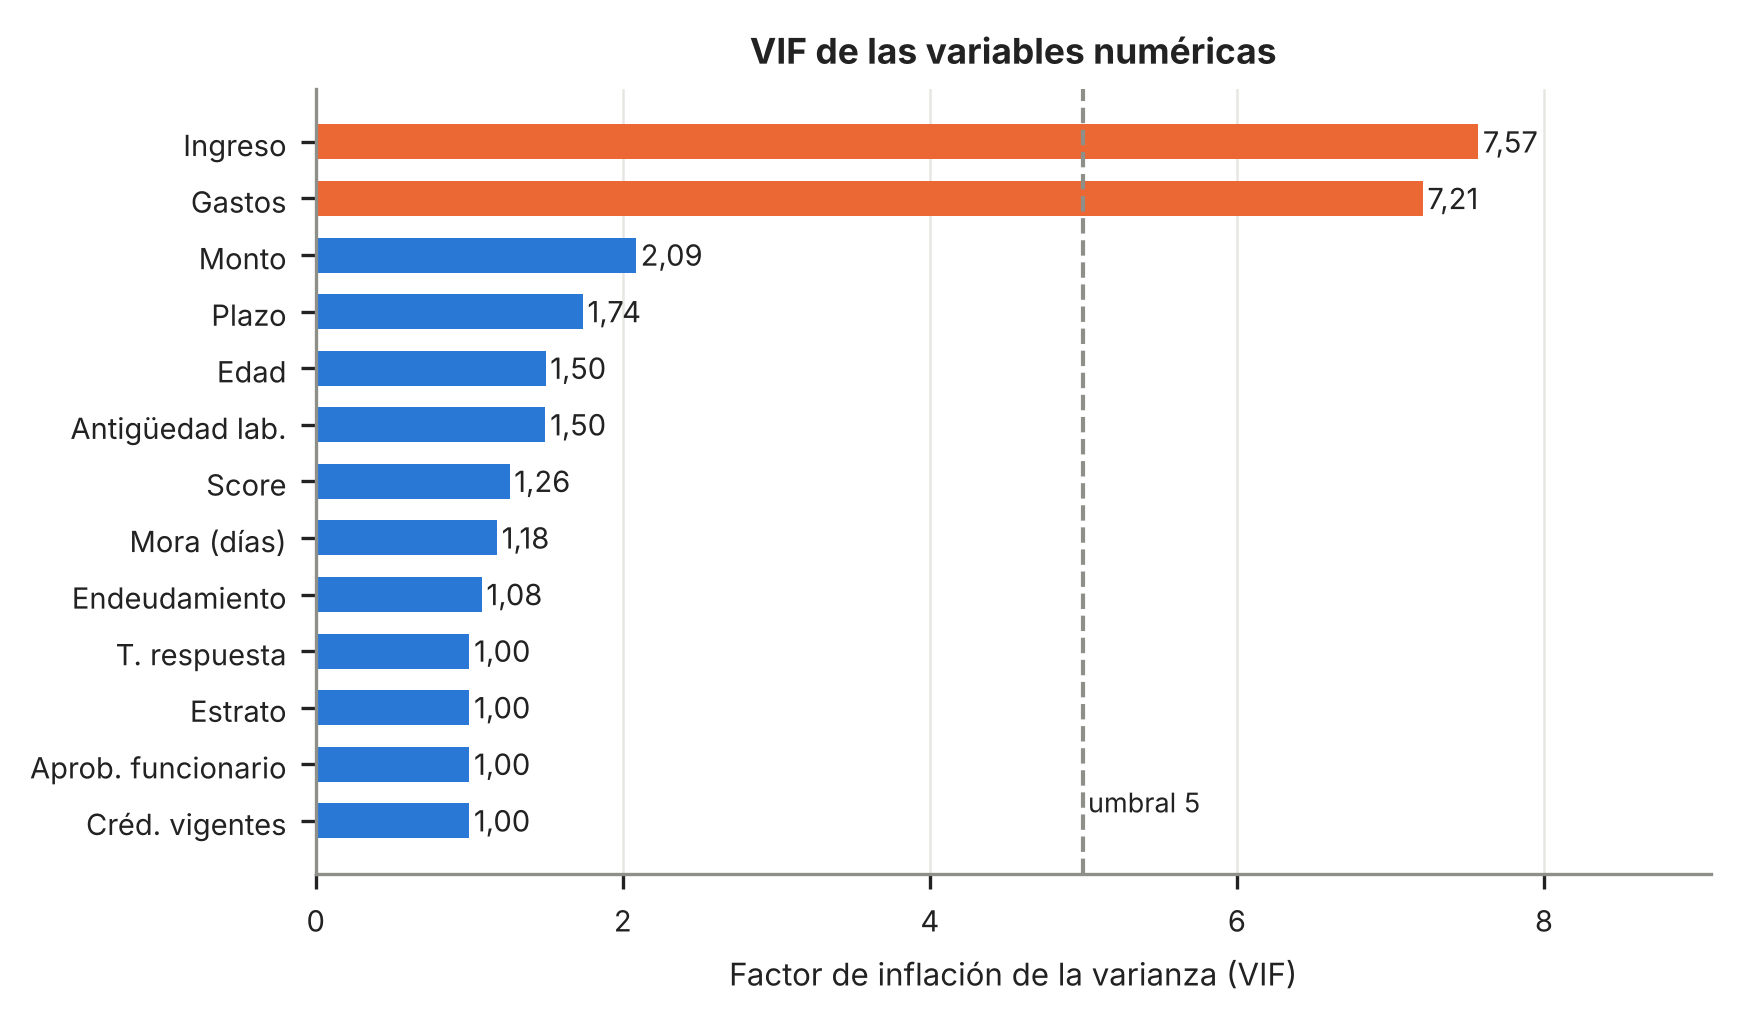 VIF de las variables numéricas
Ingreso 7,57
Gastos 7,21
Monto 2,09
Plazo 1,74
Edad 1,50
Antigüedad lab. 1,50
Score 1,26
Mora (días) 1,18
Endeudamiento 1,08
T. respuesta 1,00
Estrato 1,00
Aprob. funcionario 1,00
umbral 5
Créd. vigentes 1,00
0 2 4 6 8
Factor de inflación de la varianza (VIF)